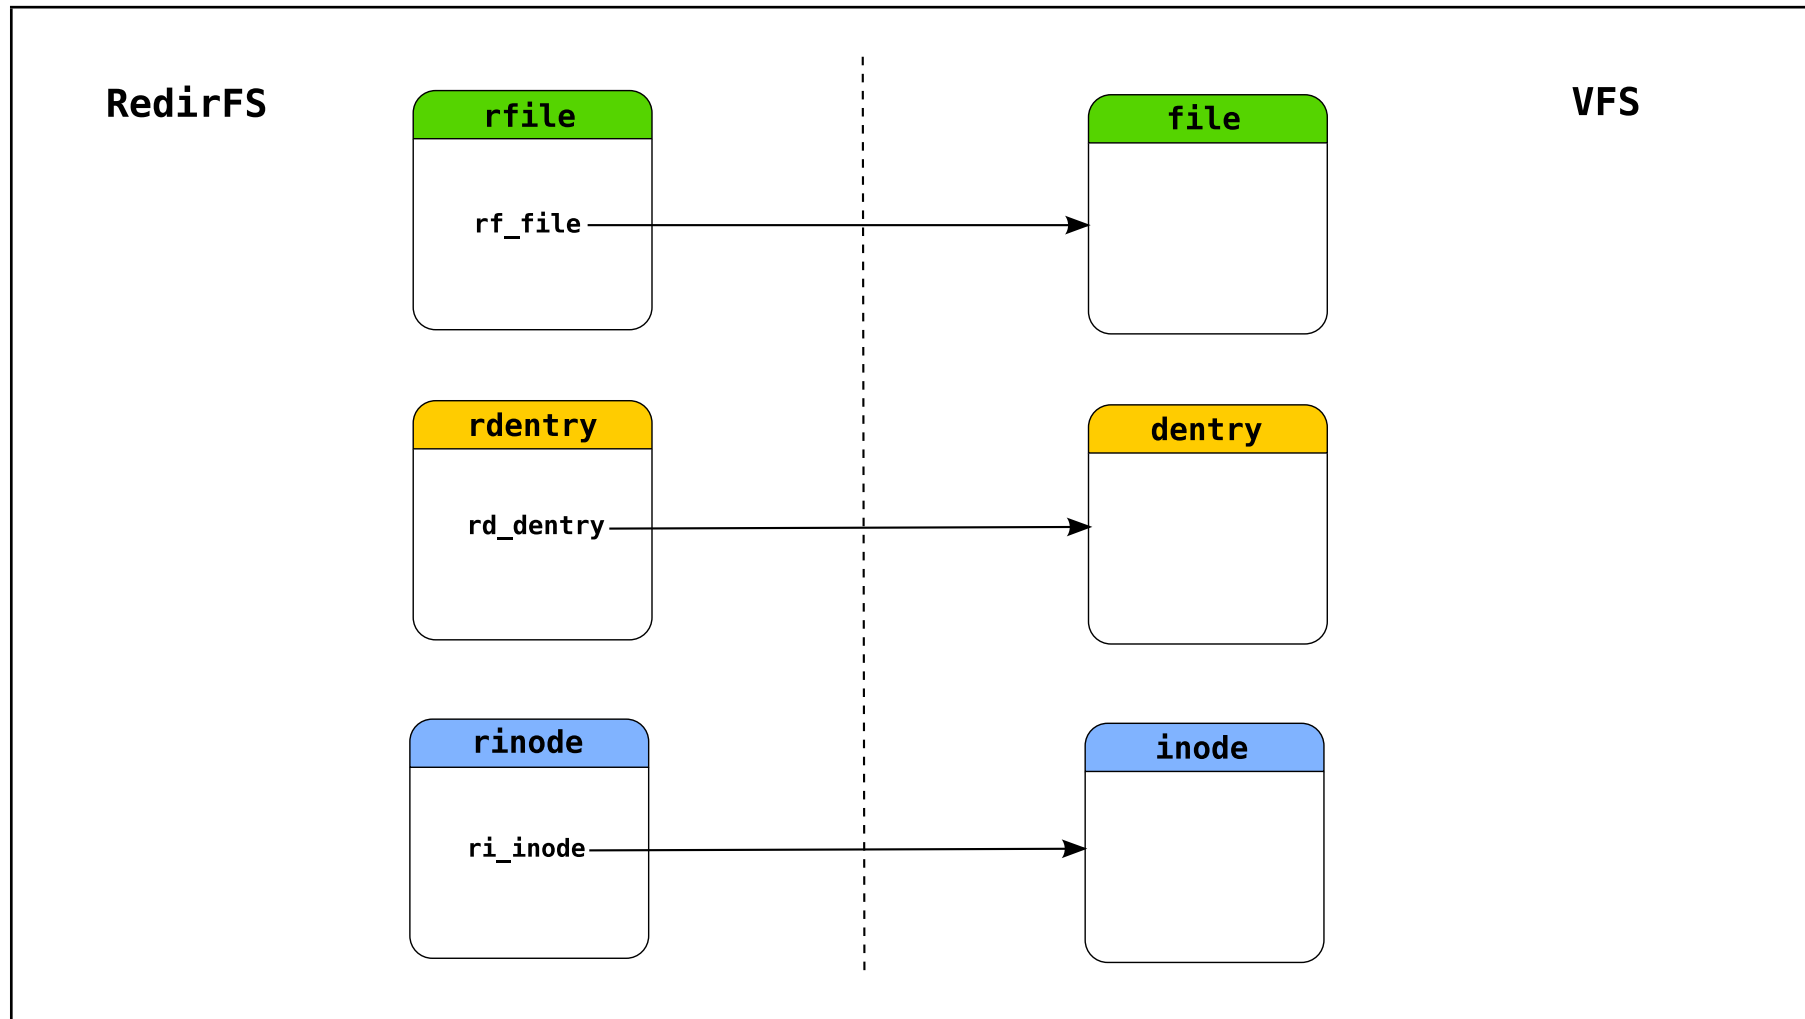 RedirFS
VFS
rfile
file
rf_file
rdentry
dentry
rd_dentry
rinode
inode
ri_inode